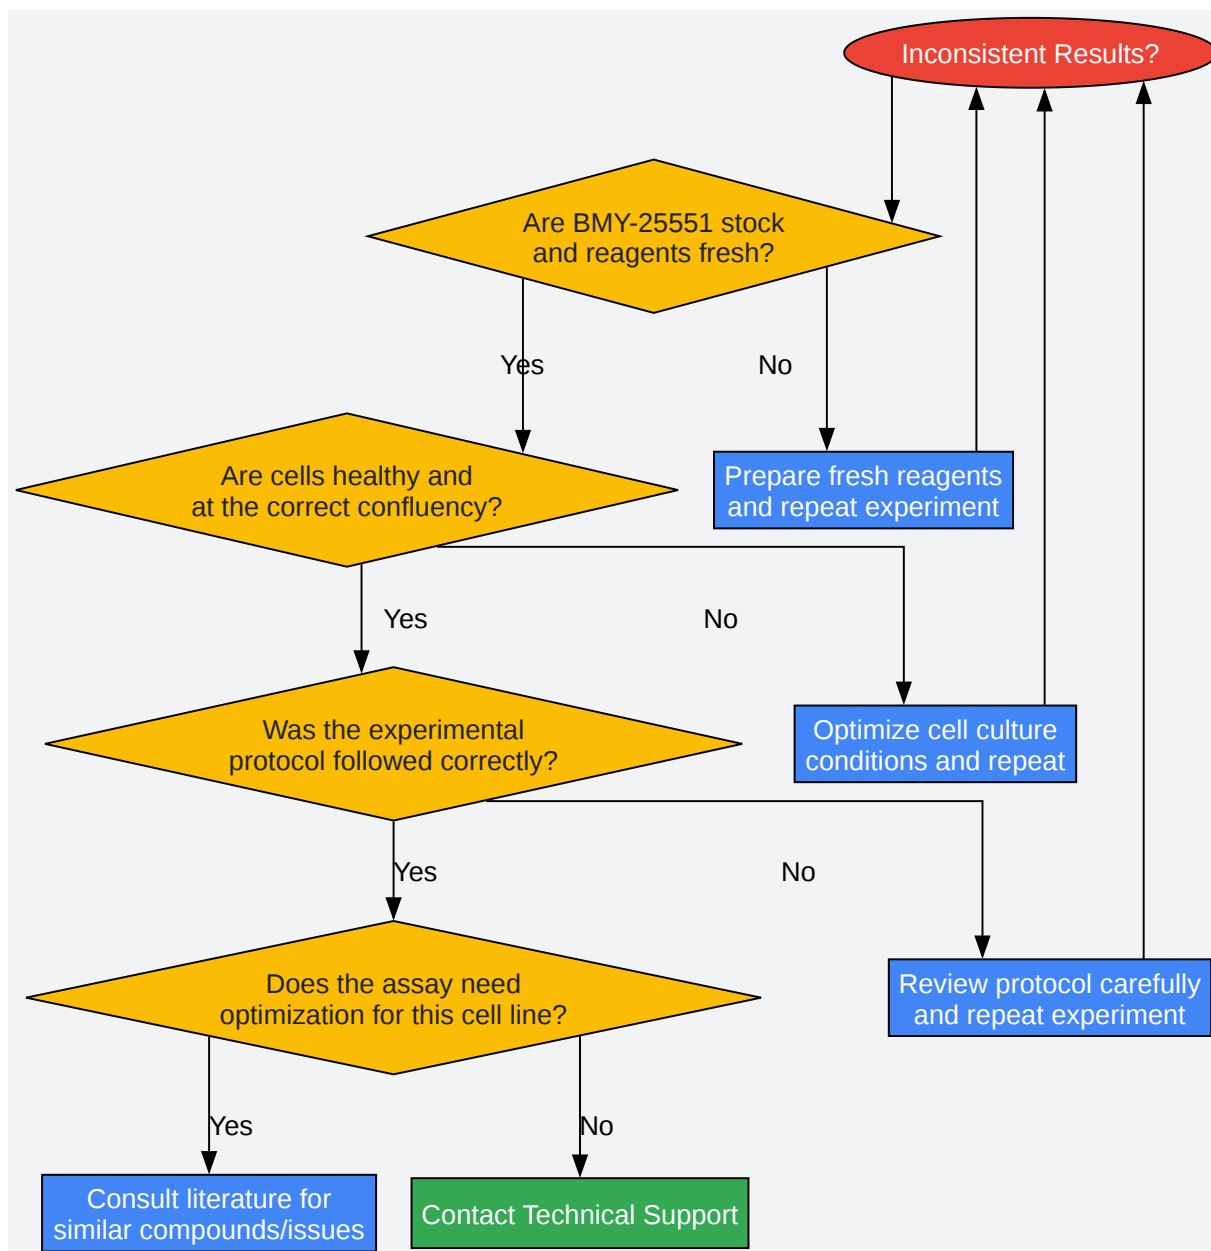 Inconsistent Results?
Are BMY-25551 stock
and reagents fresh?
Yes
No
Are cells healthy and
at the correct confluency?
Prepare fresh reagents
and repeat experiment
Yes
No
Was the experimental
protocol followed correctly?
Optimize cell culture
conditions and repeat
Yes
No
Does the assay need
optimization for this cell line?
Review protocol carefully
and repeat experiment
Yes
No
Consult literature for
similar compounds/issues
Contact Technical Support